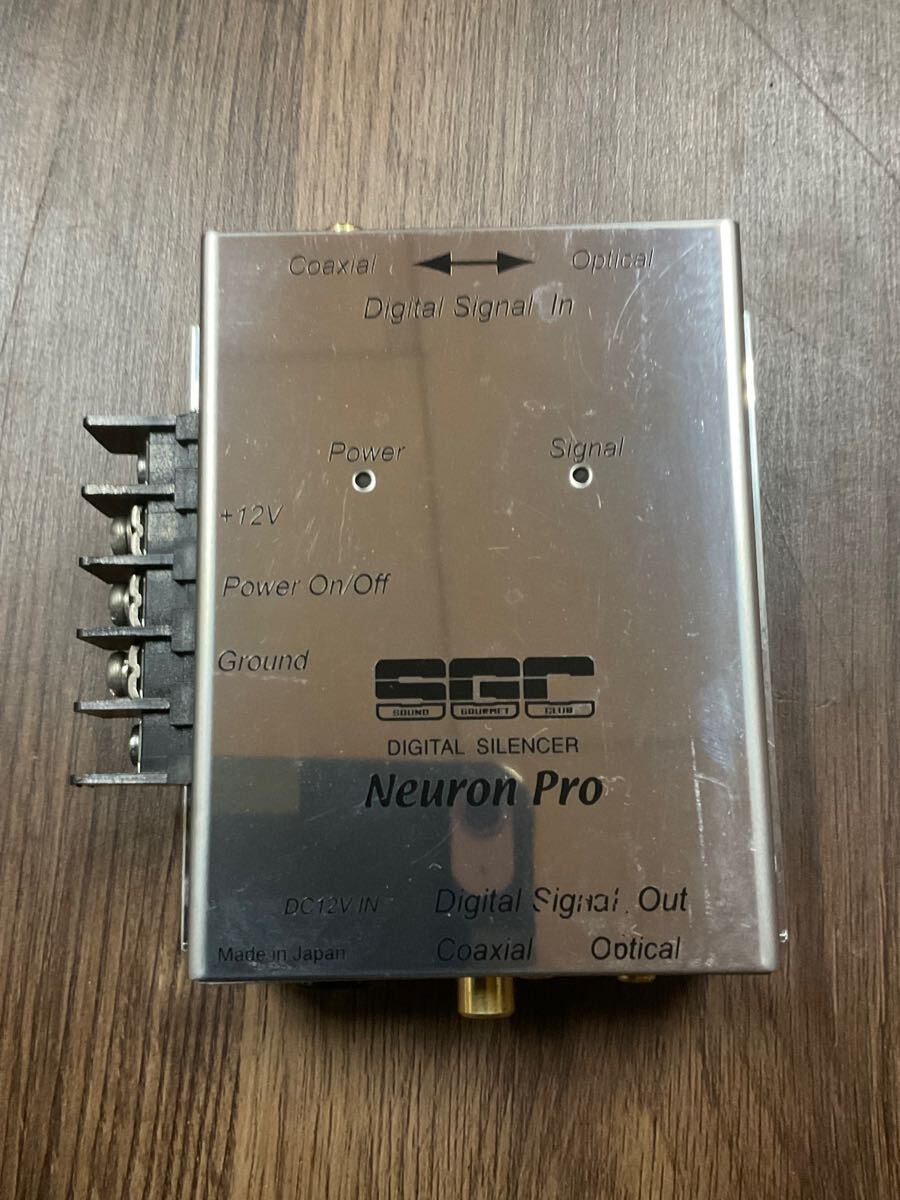 Coaxial Optical
Digital Signal In
Power Signal
+12V
Power On/Off
Ground
SGC
SOUND GOURMET CLUB
DIGITAL SILENCER
Neuron Pro
DC12V IN Digital Signal Out
Made in Japan Coaxial Optical